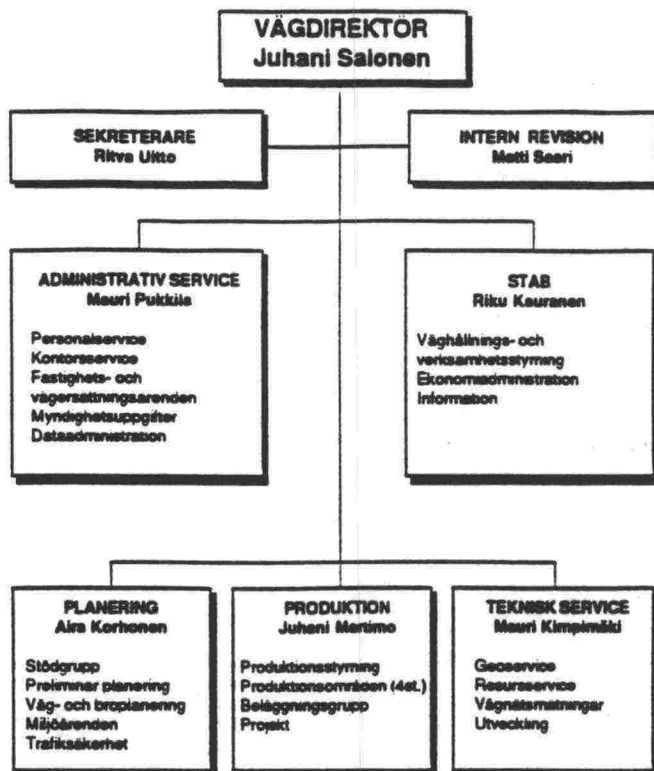 VÄGDIREKTÖR
Juhani Salonen
SEKRETERARE
Ritva Uitto
INTERN REVISION
Matti Saari
ADMINISTRATIV SERVICE
Mauri Pukkila
Personalservice
Kontorsservice
Fastighets- och
vägersättningsärenden
Myndighetsuppgifter
Dataadministration
STAB
Riku Kauranen
Väghållnings- och
verksamhetsstyrning
Ekonomiadministration
Information
PLANERING
Aira Korhonen
Stödgrupp
Preliminär planering
Väg- och broplanering
Miljöärenden
Trafiksäkerhet
PRODUKTION
Juhani Martimo
Produktionsstyrning
Produktionsområden (4st.)
Beläggningsgrupp
Projekt
TEKNISK SERVICE
Mauri Kimpimäki
Geoservice
Resursservice
Vägnätsmätningar
Utveckling